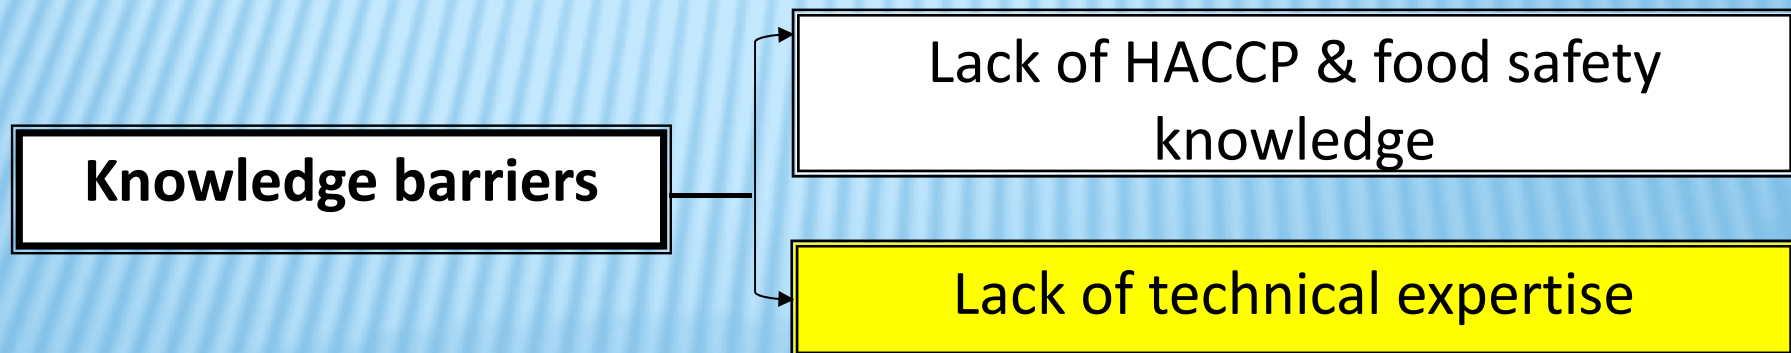 Knowledge barriers
Lack of HACCP & food safety
knowledge
Lack of technical expertise